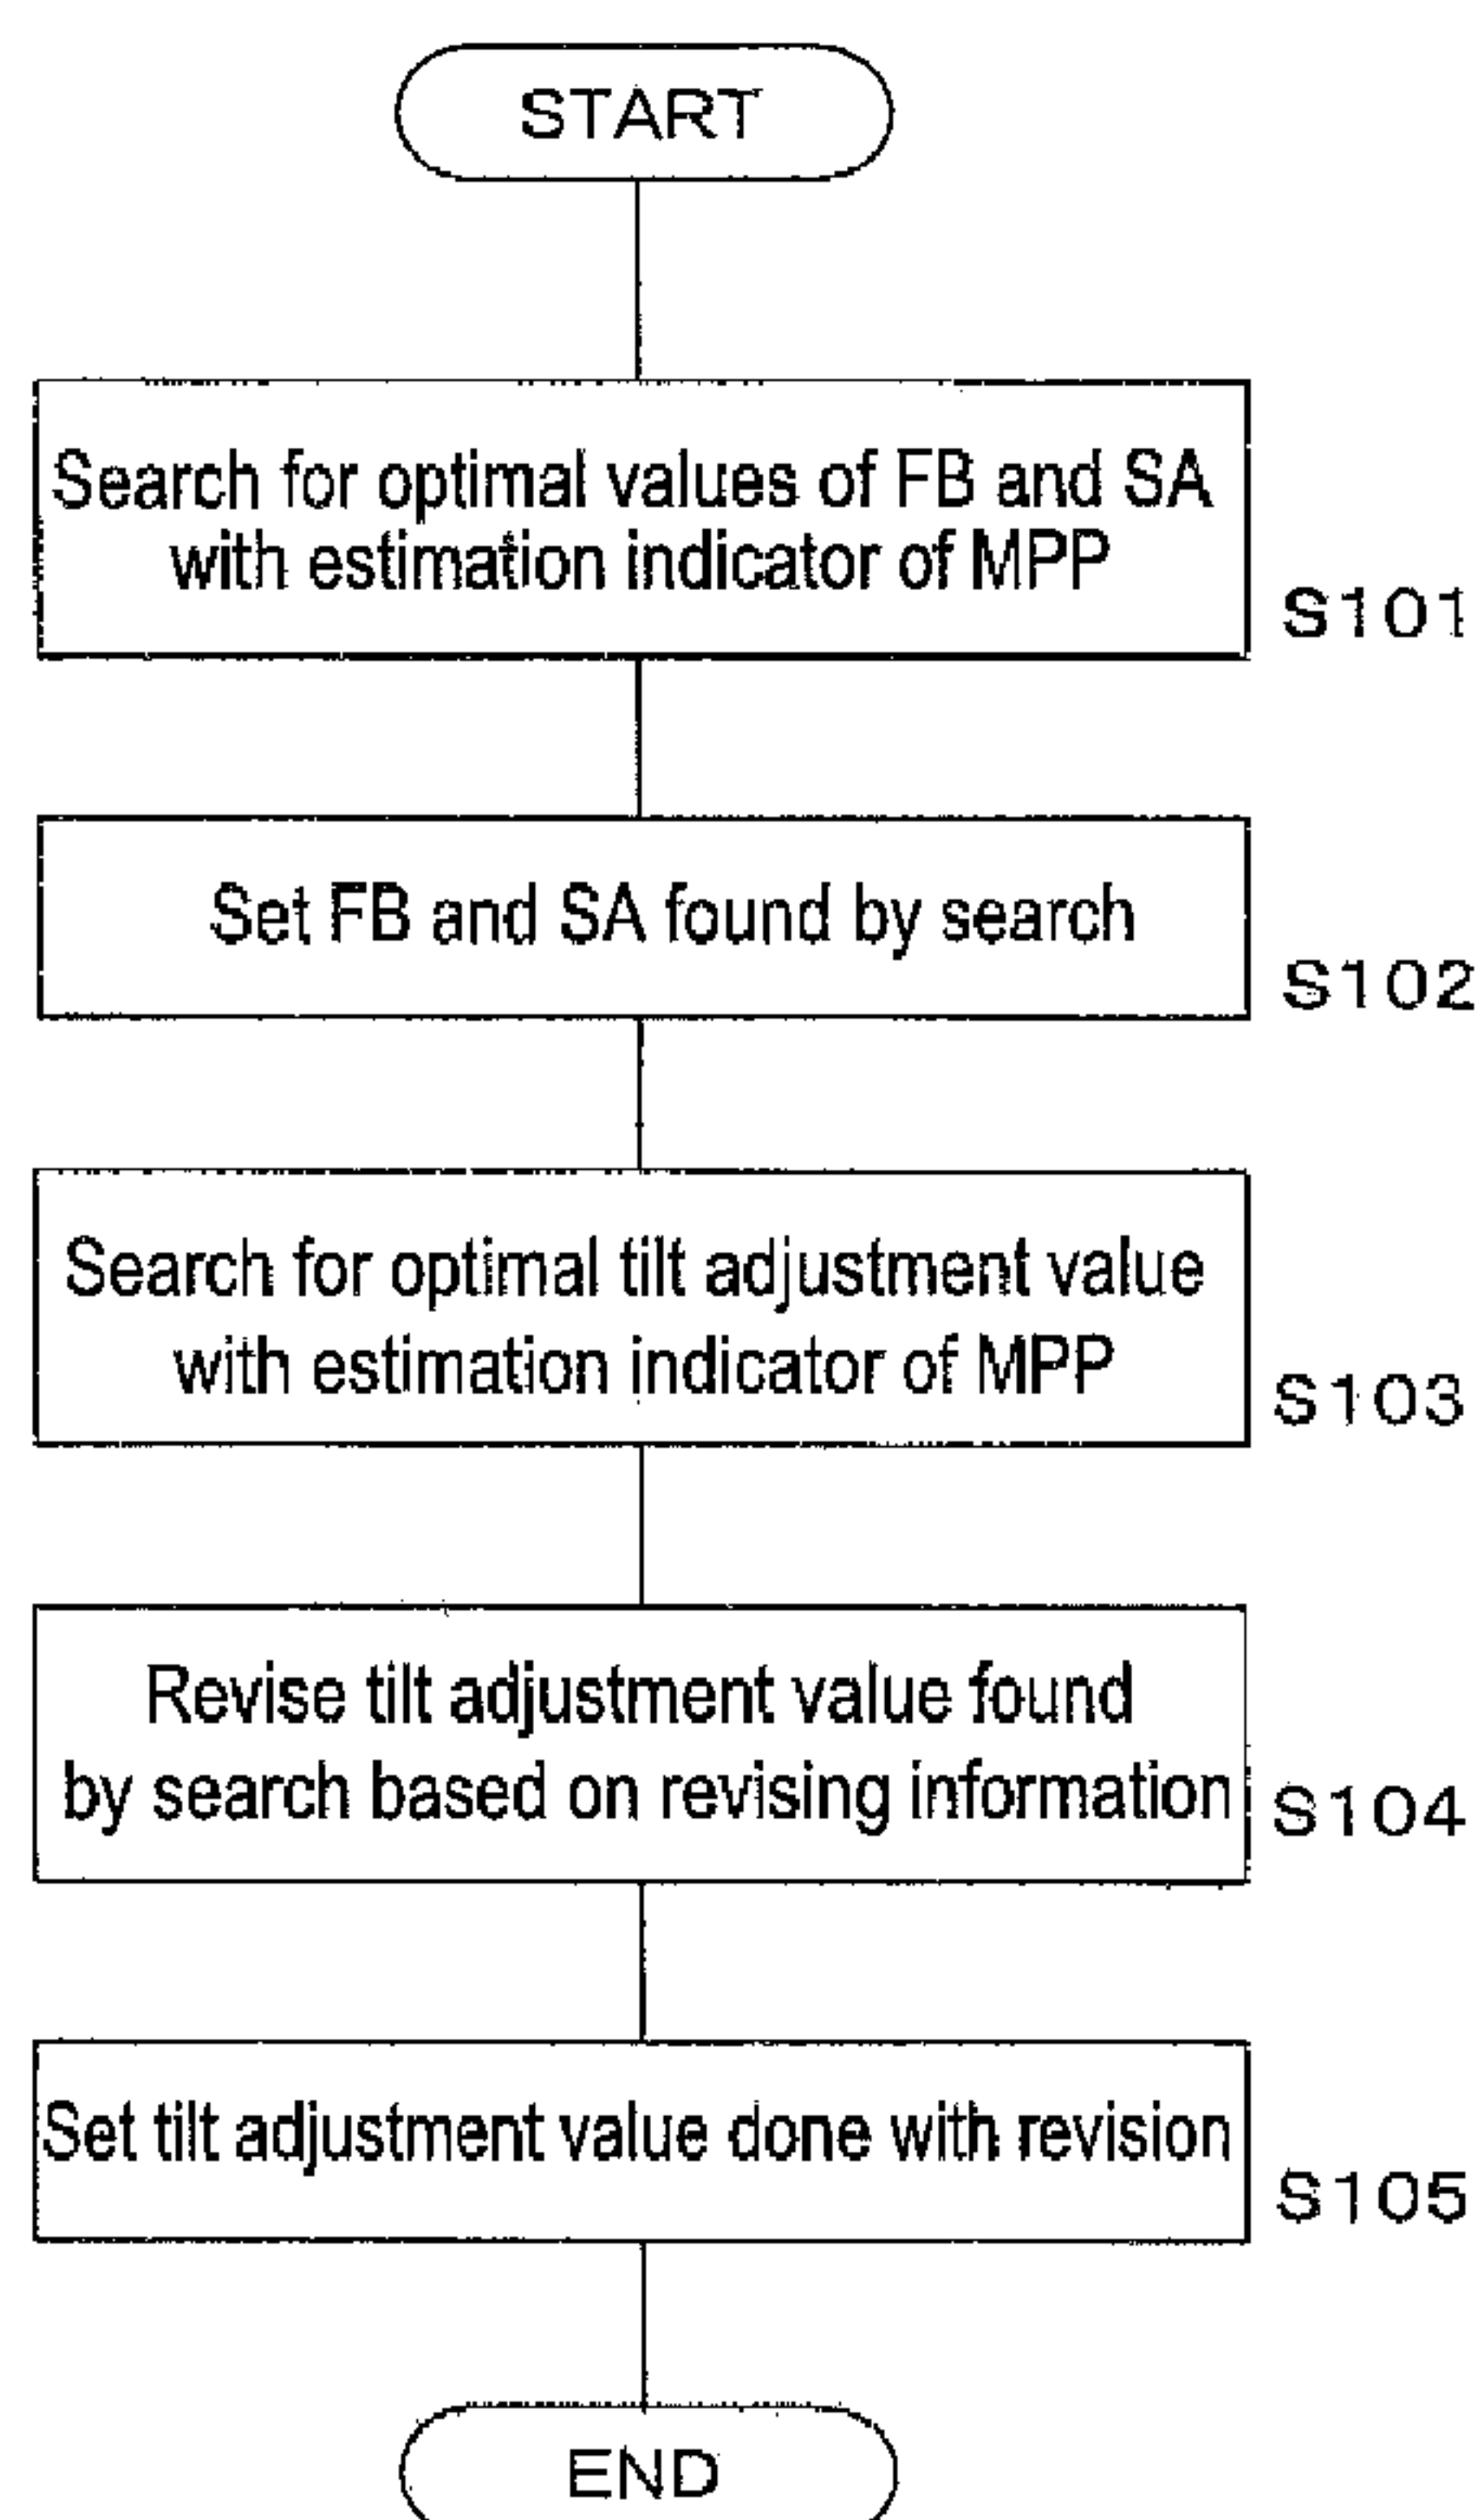 START
Search for optimal values of FB and SA
with estimation indicator of MPP
S101
Set FB and SA found by search
S102
Search for optimal tilt adjustment value
with estimation indicator of MPP
S103
Revise tilt adjustment value found
by search based on revising information
S104
Set tilt adjustment value done with revision
S105
END